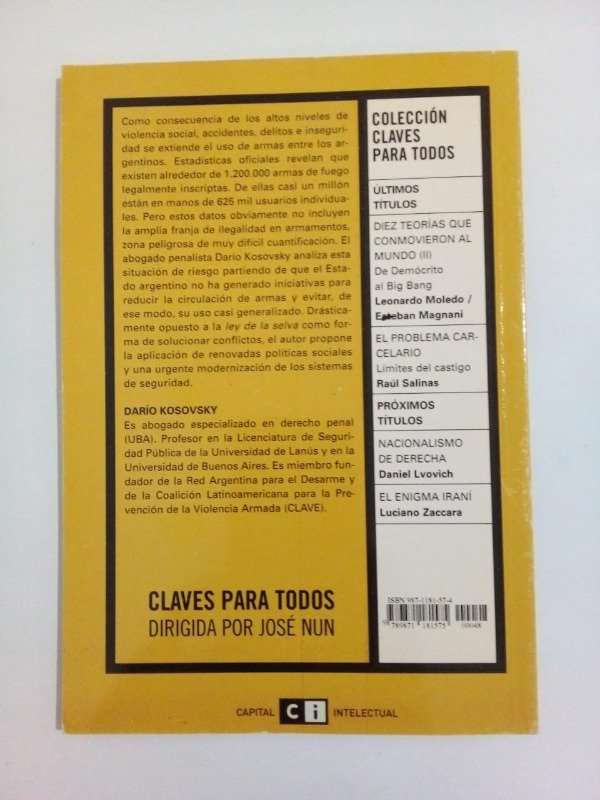 Como consecuencia de los altos niveles de
violencia social, accidentes, delitos e inseguri-
dad se extiende el uso de armas entre los ar-
gentinos. Estadísticas oficiales revelan que
existen alrededor de 1.200.000 armas de fuego
legalmente inscriptas. De ellas casi un millón
están en manos de 625 mil usuarios individua-
les. Pero estos datos obviamente no incluyen
la amplia franja de ilegalidad en armamentos,
zona peligrosa de muy difícil cuantificación. El
abogado penalista Darío Kosovsky analiza esta
situación de riesgo partiendo de que el Esta-
do argentino no ha generado iniciativas para
reducir la circulación de armas y evitar, de
ese modo, su uso casi generalizado. Drástica-
mente opuesto a la ley de la selva como for-
ma de solucionar conflictos, el autor propone
la aplicación de renovadas políticas sociales
y una urgente modernización de los sistemas
de seguridad.
DARÍO KOSOVSKY
Es abogado especializado en derecho penal
(UBA). Profesor en la Licenciatura de Seguri-
dad Pública de la Universidad de Lanús y en la
Universidad de Buenos Aires. Es miembro fun-
dador de la Red Argentina para el Desarme y
de la Coalición Latinoamericana para la Pre-
vención de la Violencia Armada (CLAVE).
CLAVES PARA TODOS
DIRIGIDA POR JOSÉ NUN
COLECCIÓN
CLAVES
PARA TODOS
ÚLTIMOS
TÍTULOS
DIEZ TEORÍAS QUE
CONMOVIERON AL
MUNDO (II)
De Demócrito
al Big Bang
Leonardo Moledo /
Esteban Magnani
EL PROBLEMA CAR-
CELARIO
Límites del castigo
Raúl Salinas
PRÓXIMOS
TÍTULOS
NACIONALISMO
DE DERECHA
Daniel Lvovich
EL ENIGMA IRANÍ
Luciano Zaccara
ISBN 987-1181-57-4
9 789871 181575 00048
CAPITAL Ci INTELECTUAL